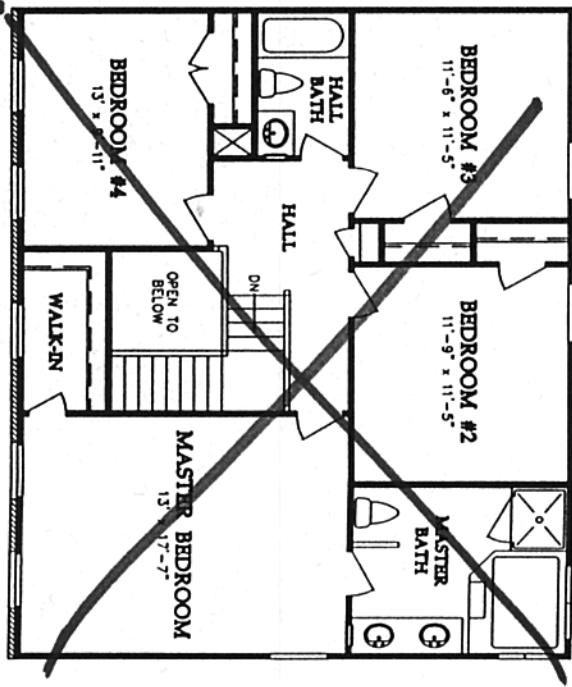 BEDROOM #3
11'-6" x 11'-5"
HALL
BATH
BEDROOM #4
13' x
HALL
BEDROOM #2
11'-9" x 11'-5"
DN
OPEN TO
BELOW
WALK-IN
MASTER
BATH
MASTER BEDROOM
13' x 17'-7"